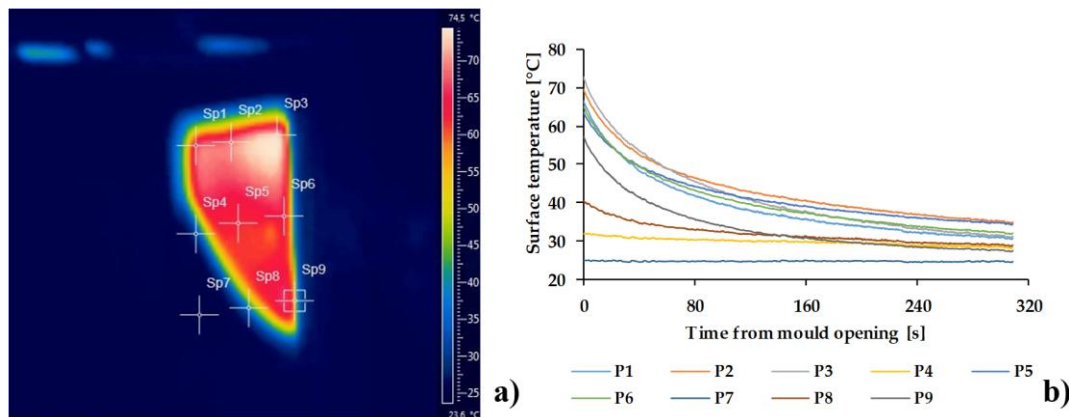 74,5 °C
70
65
60
55
50
45
40
35
30
25
23,6 °C
Sp1 Sp2 Sp3
Sp4 Sp5 Sp6
Sp7 Sp8 Sp9
a)
Surface temperature [°C]
80
70
60
50
40
30
20
0 80 160 240 320
Time from mould opening [s]
P1 P2 P3 P4 P5
P6 P7 P8 P9
b)